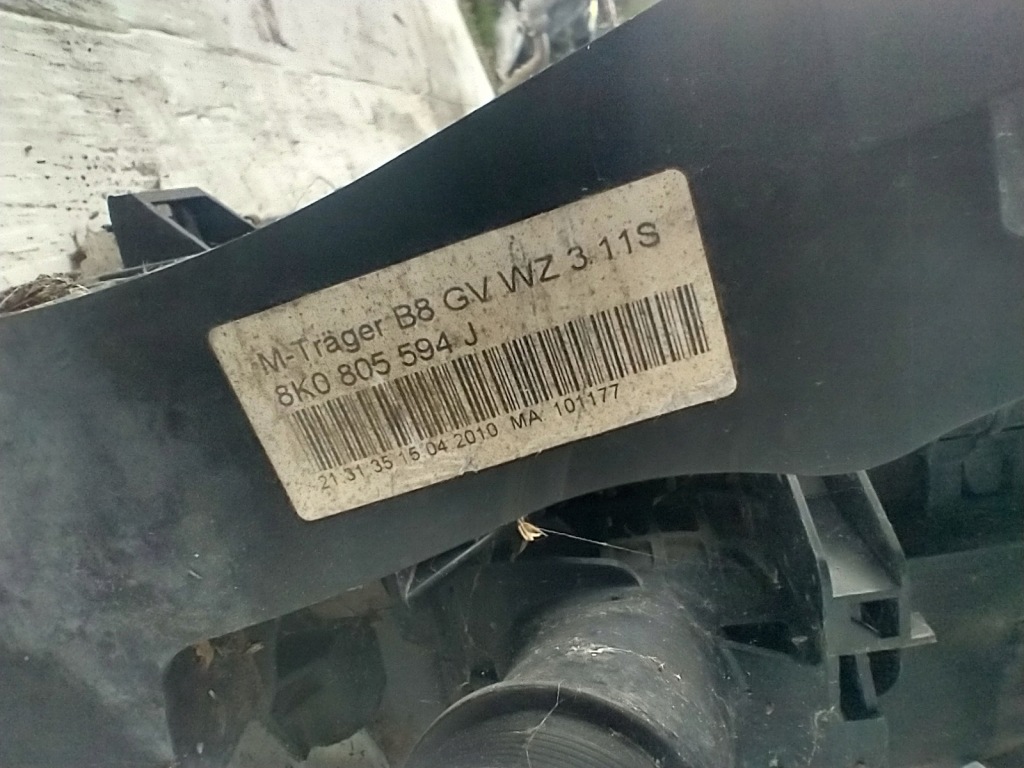 M-Träger B8 GV WZ 3 11S
8K0 805 594 J
21 31 35 15 04 2010 MA 101177